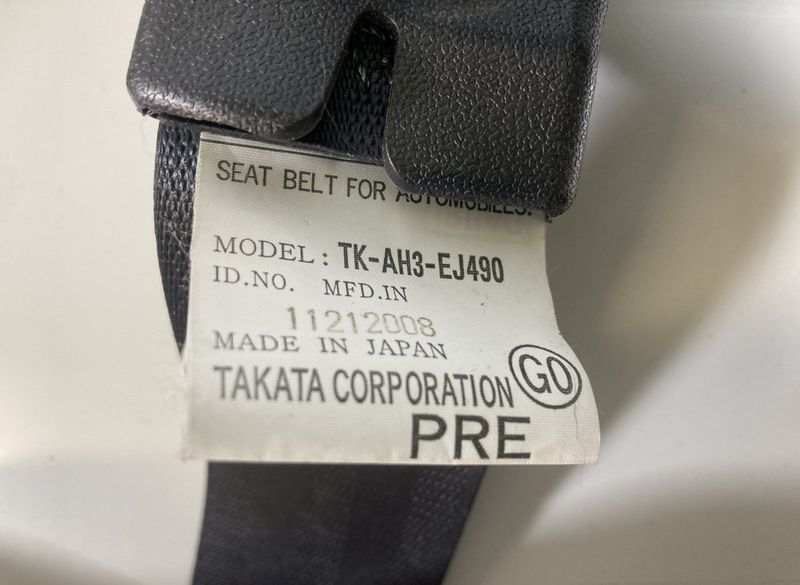 SEAT BELT FOR AUTOMOBILES.
MODEL : TK-AH3-EJ490
ID.NO. MFD.IN
11212008
MADE IN JAPAN
TAKATA CORPORATION GO
PRE